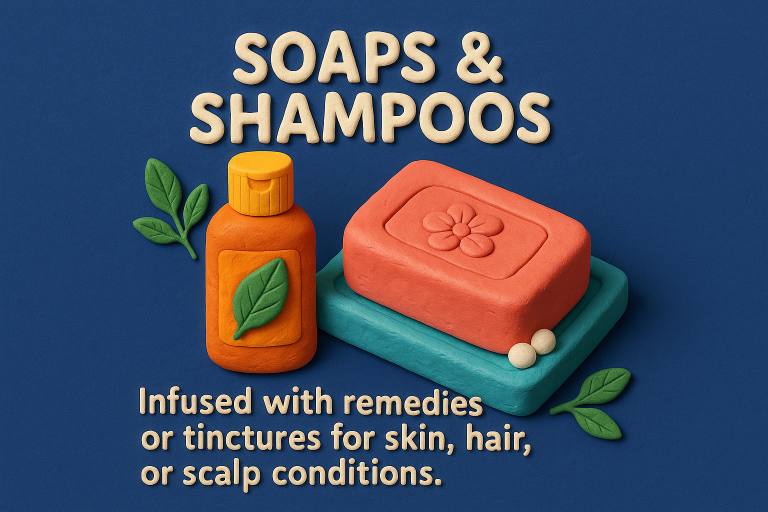 SOAPS &
SHAMPOOS
Infused with remedies
or tinctures for skin, hair,
or scalp conditions.